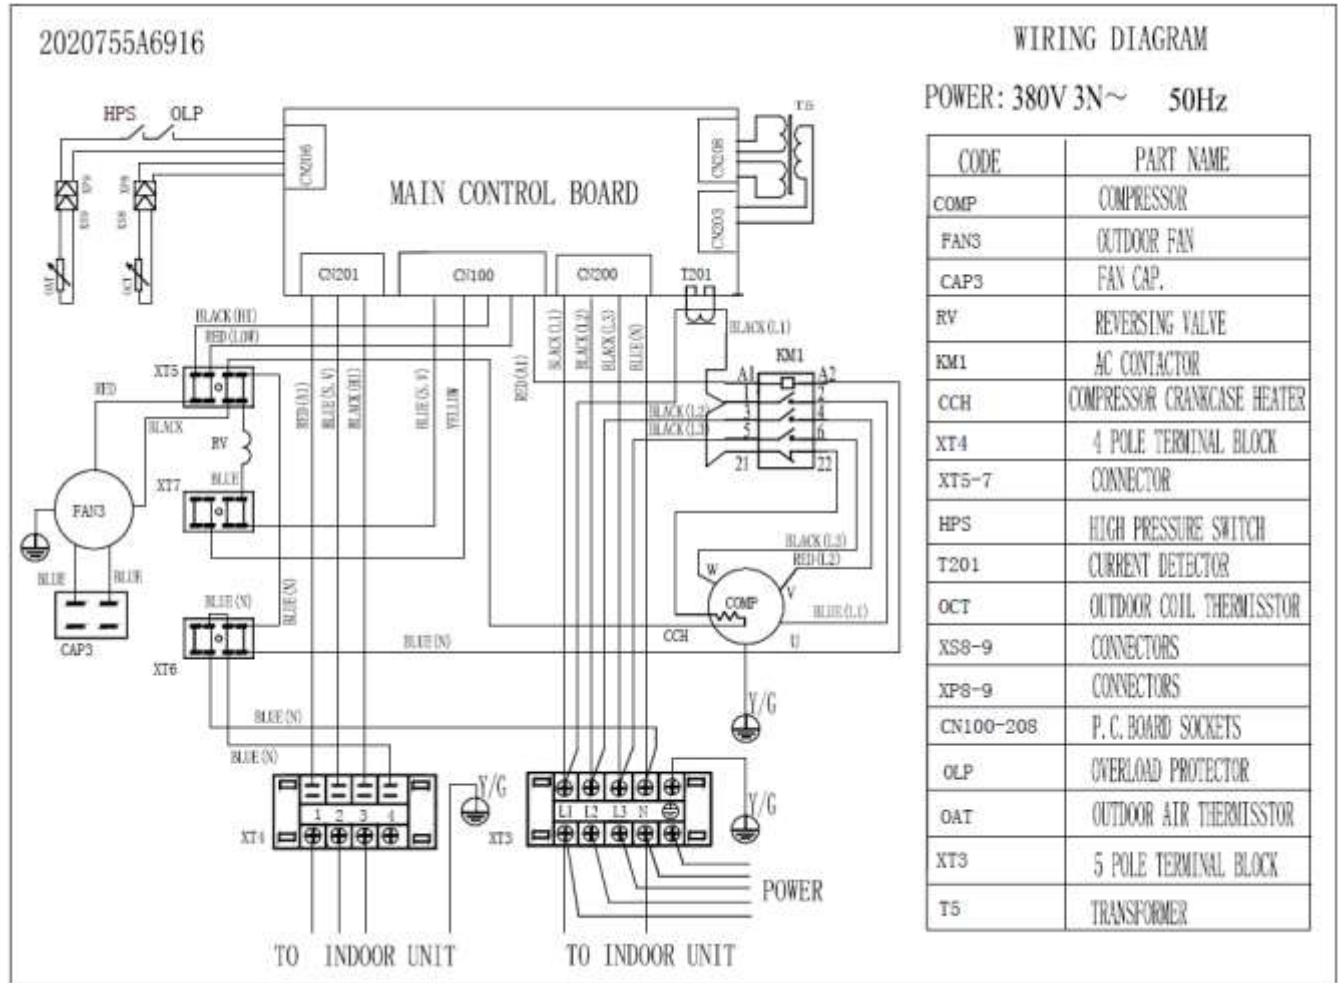 2020755A6916
WIRING DIAGRAM
POWER: 380V 3N～ 50Hz
HPS OLP
CN206
MAIN CONTROL BOARD
CN208
CN203
T5
XP9
XP8
XS9
XS8
OAT
OCT
CN201
CN100
CN200
T201
BLACK(HI)
RED(LOW)
XT5
RED
BLACK
RV
BLUE
XT7
FAN3
BLUE
BLUE
CAP3
BLUE(N)
XT6
BLUE(N)
RED(A1)
BLUE(S.V)
BLACK(HI)
BLUE(S.V)
YELLOW
RED(A1)
BLACK(L1)
BLACK(L2)
BLACK(L3)
BLUE(N)
BLACK(L1)
KM1
A1 A2
1 2
BLACK(L2) 3 4
BLACK(L3) 5 6
21 22
BLACK(L3)
RED(L2)
W
V
COMP
BLUE(L1)
CCH
U
BLUE(N)
Y/G
BLUE(N)
BLUE(N)
Y/G
Y/G
1 2 3 4
XT4
L1 L2 L3 N
XT3
POWER
TO INDOOR UNIT
TO INDOOR UNIT
CODE PART NAME
COMP COMPRESSOR
FAN3 OUTDOOR FAN
CAP3 FAN CAP.
RV REVERSING VALVE
KM1 AC CONTACTOR
CCH COMPRESSOR CRANKCASE HEATER
XT4 4 POLE TERMINAL BLOCK
XT5-7 CONNECTOR
HPS HIGH PRESSURE SWITCH
T201 CURRENT DETECTOR
OCT OUTDOOR COIL THERMISSTOR
XS8-9 CONNECTORS
XP8-9 CONNECTORS
CN100-208 P.C.BOARD SOCKETS
OLP OVERLOAD PROTECTOR
OAT OUTDOOR AIR THERMISSTOR
XT3 5 POLE TERMINAL BLOCK
T5 TRANSFORMER